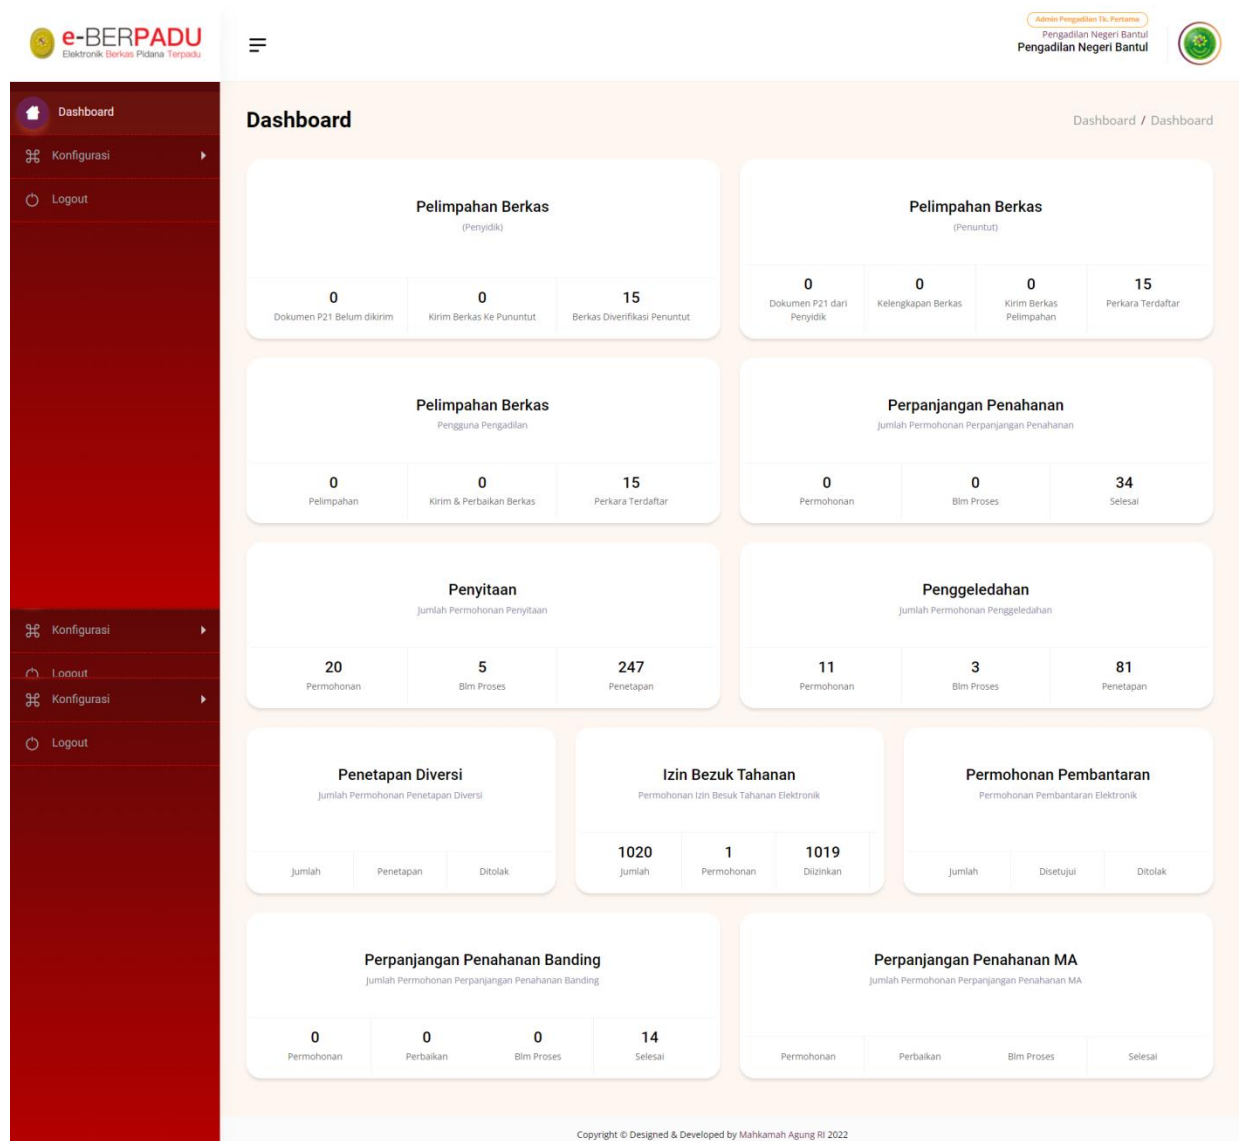 e-BERPADU
Elektronik Berkas Pidana Terpadu
Admin Pengadilan Tk. Pertama
Pengadilan Negeri Bantul
Pengadilan Negeri Bantul
Dashboard
Konfigurasi
Logout
Konfigurasi
Logout
Konfigurasi
Logout
Dashboard
Dashboard / Dashboard
Pelimpahan Berkas
(Penyidik)
0
Dokumen P21 Belum dikirim
0
Kirim Berkas Ke Pununtut
15
Berkas Diverifikasi Penuntut
Pelimpahan Berkas
(Penuntut)
0
Dokumen P21 dari
Penyidik
0
Kelengkapan Berkas
0
Kirim Berkas
Pelimpahan
15
Perkara Terdaftar
Pelimpahan Berkas
Pengguna Pengadilan
0
Pelimpahan
0
Kirim & Perbaikan Berkas
15
Perkara Terdaftar
Perpanjangan Penahanan
Jumlah Permohonan Perpanjangan Penahanan
0
Permohonan
0
Blm Proses
34
Selesai
Penyitaan
Jumlah Permohonan Penyitaan
20
Permohonan
5
Blm Proses
247
Penetapan
Penggeledahan
Jumlah Permohonan Penggeledahan
11
Permohonan
3
Blm Proses
81
Penetapan
Penetapan Diversi
Jumlah Permohonan Penetapan Diversi
Jumlah
Penetapan
Ditolak
Izin Bezuk Tahanan
Permohonan Izin Besuk Tahanan Elektronik
1020
Jumlah
1
Permohonan
1019
Diizinkan
Permohonan Pembantaran
Permohonan Pembantaran Elektronik
Jumlah
Disetujui
Ditolak
Perpanjangan Penahanan Banding
Jumlah Permohonan Perpanjangan Penahanan Banding
0
Permohonan
0
Perbaikan
0
Blm Proses
14
Selesai
Perpanjangan Penahanan MA
Jumlah Permohonan Perpanjangan Penahanan MA
Permohonan
Perbaikan
Blm Proses
Selesai
Copyright © Designed & Developed by Mahkamah Agung RI 2022